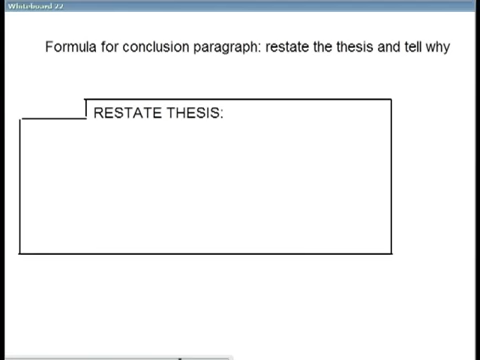 Whiteboard 22
Formula for conclusion paragraph: restate the thesis and tell why
RESTATE THESIS: